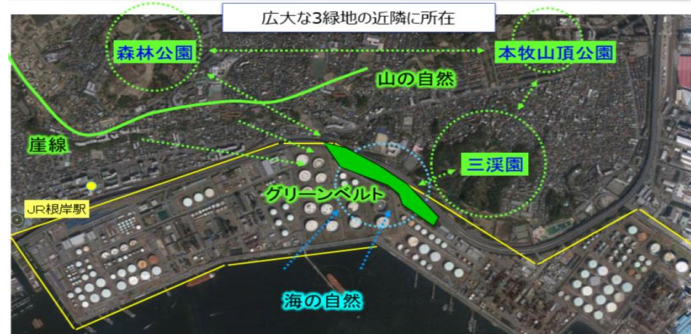 広大な3緑地の近隣に所在
森林公園
本牧山頂公園
山の自然
崖線
三渓園
グリーンベルト
JR根岸駅
海の自然